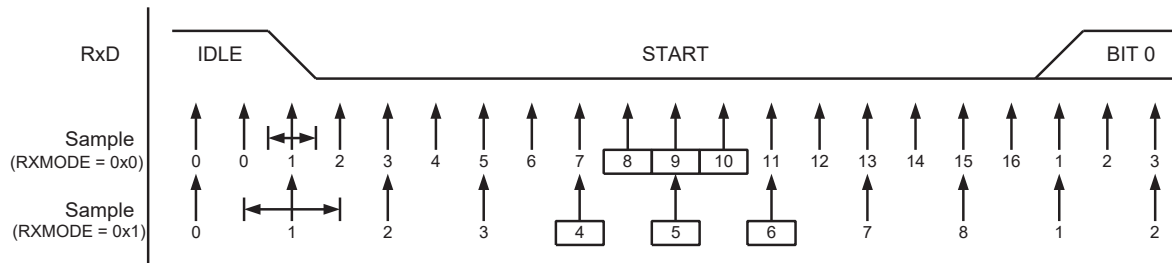 RxD IDLE START BIT 0
Sample
(RXMODE = 0x0) 0 0 1 2 3 4 5 6 7 8 9 10 11 12 13 14 15 16 1 2 3
Sample
(RXMODE = 0x1) 0 1 2 3 4 5 6 7 8 1 2